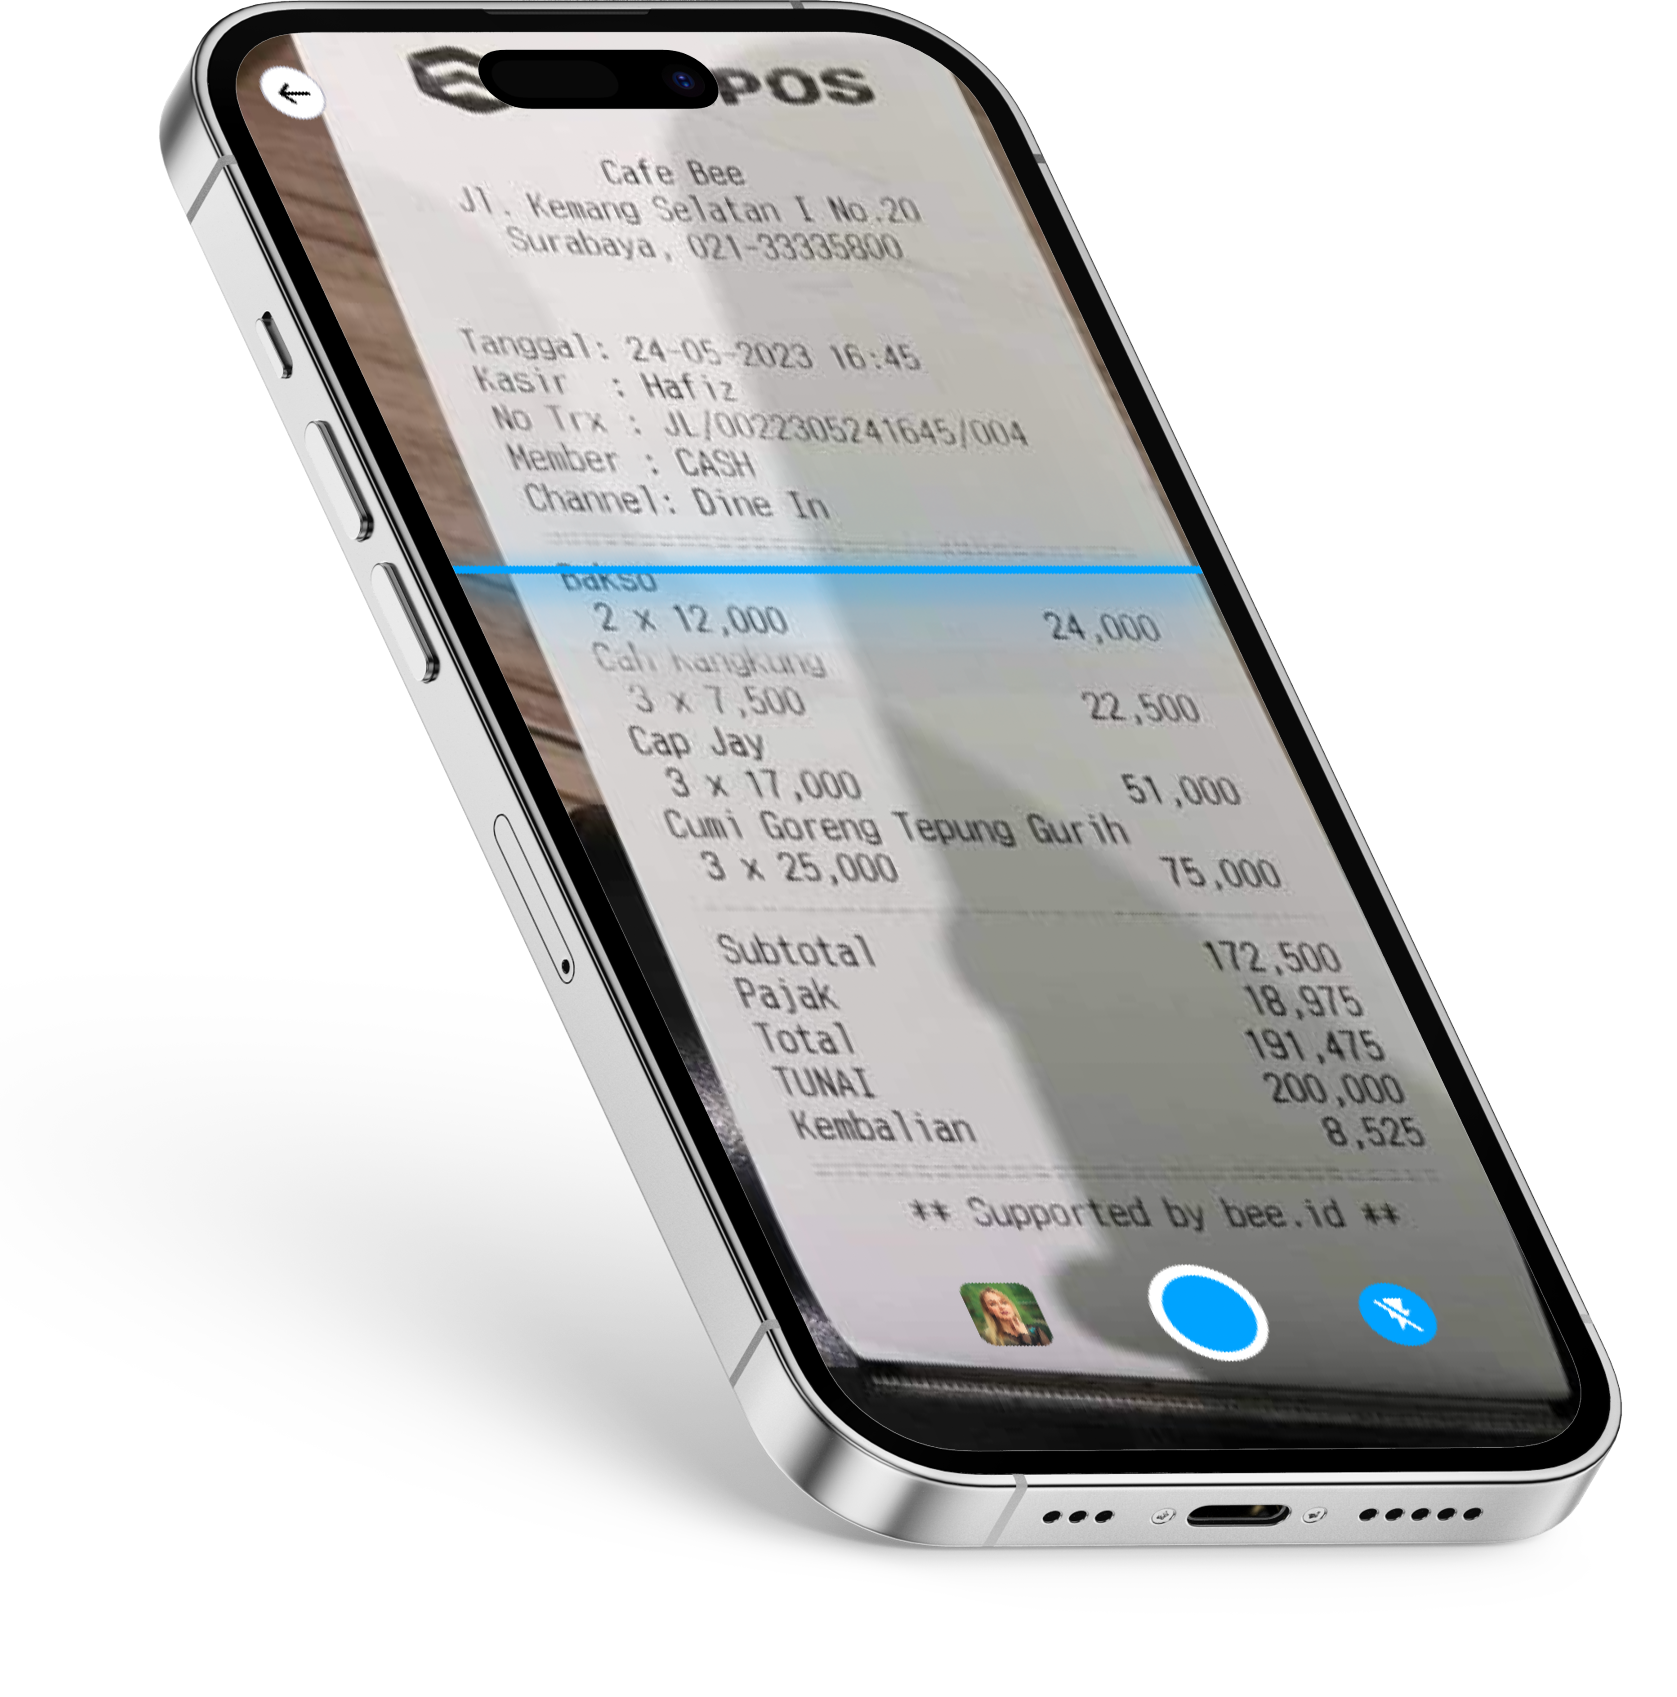 POS
Cafe Bee
Jl. Kemang Selatan I No.20
Surabaya, 021-33335800
Tanggal: 24-05-2023 16:45
Kasir : Hafiz
No Trx : JL/0022305241645/004
Member : CASH
Channel: Dine In
Bakso
2 x 12,000 24,000
Cah Kangkung
3 x 7,500 22,500
Cap Jay
3 x 17,000 51,000
Cumi Goreng Tepung Gurih
3 x 25,000 75,000
Subtotal 172,500
Pajak 18,975
Total 191,475
TUNAI 200,000
Kembalian 8,525
** Supported by bee.id **